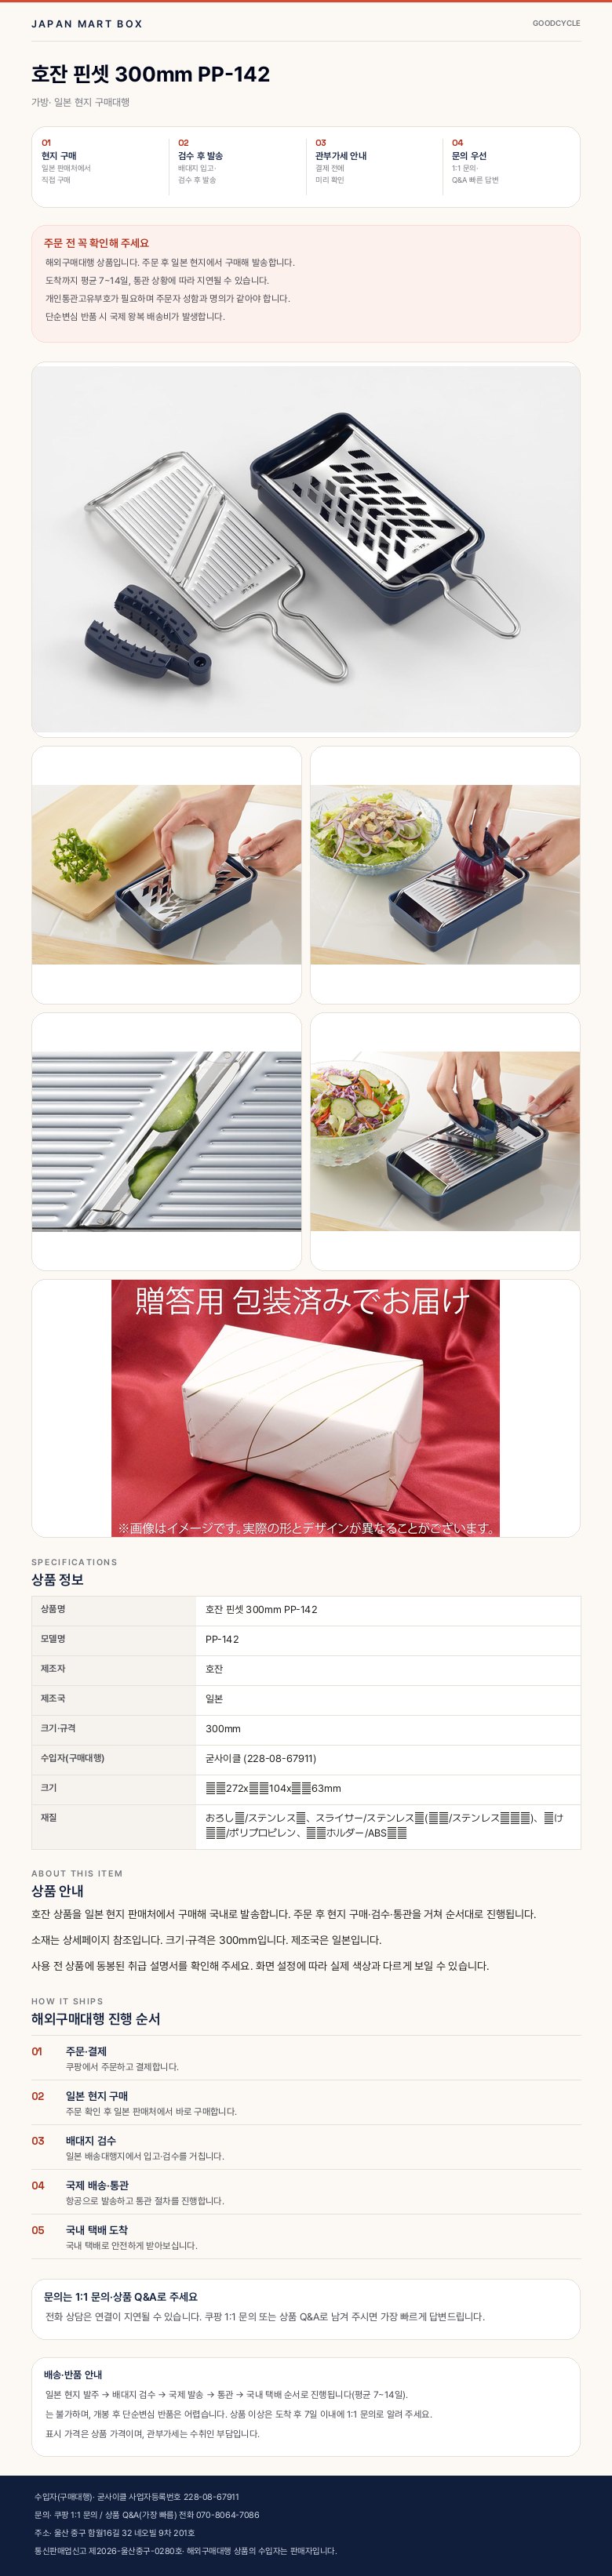 JAPAN MART BOX
GOODCYCLE
호잔 핀셋 300mm PP-142
가방· 일본 현지 구매대행
01
현지 구매
일본 판매처에서
직접 구매
02
검수 후 발송
배대지 입고·
검수 후 발송
03
관부가세 안내
결제 전에
미리 확인
04
문의 우선
1:1 문의·
Q&A 빠른 답변
주문 전 꼭 확인해 주세요
해외구매대행 상품입니다. 주문 후 일본 현지에서 구매해 발송합니다.
도착까지 평균 7~14일, 통관 상황에 따라 지연될 수 있습니다.
개인통관고유부호가 필요하며 주문자 성함과 명의가 같아야 합니다.
단순변심 반품 시 국제 왕복 배송비가 발생합니다.
贈答用 包装済みでお届け
※画像はイメージです。実際の形とデザインが異なることがございます。
SPECIFICATIONS
상품 정보
상품명 호잔 핀셋 300mm PP-142
모델명 PP-142
제조자 호잔
제조국 일본
크기·규격 300mm
수입자(구매대행) 굳사이클 (228-08-67911)
크기 272x 104x 63mm
재질 おろし /ステンレス 、スライサー/ステンレス ( /ステンレス )、 け
/ポリプロピレン、 ホルダー/ABS
ABOUT THIS ITEM
상품 안내
호잔 상품을 일본 현지 판매처에서 구매해 국내로 발송합니다. 주문 후 현지 구매·검수·통관을 거쳐 순서대로 진행됩니다.
소재는 상세페이지 참조입니다. 크기·규격은 300mm입니다. 제조국은 일본입니다.
사용 전 상품에 동봉된 취급 설명서를 확인해 주세요. 화면 설정에 따라 실제 색상과 다르게 보일 수 있습니다.
HOW IT SHIPS
해외구매대행 진행 순서
01 주문·결제
쿠팡에서 주문하고 결제합니다.
02 일본 현지 구매
주문 확인 후 일본 판매처에서 바로 구매합니다.
03 배대지 검수
일본 배송대행지에서 입고·검수를 거칩니다.
04 국제 배송·통관
항공으로 발송하고 통관 절차를 진행합니다.
05 국내 택배 도착
국내 택배로 안전하게 받아보십니다.
문의는 1:1 문의·상품 Q&A로 주세요
전화 상담은 연결이 지연될 수 있습니다. 쿠팡 1:1 문의 또는 상품 Q&A로 남겨 주시면 가장 빠르게 답변드립니다.
배송·반품 안내
일본 현지 발주 → 배대지 검수 → 국제 발송 → 통관 → 국내 택배 순서로 진행됩니다(평균 7~14일).
는 불가하며, 개봉 후 단순변심 반품은 어렵습니다. 상품 이상은 도착 후 7일 이내에 1:1 문의로 알려 주세요.
표시 가격은 상품 가격이며, 관부가세는 수취인 부담입니다.
수입자(구매대행)· 굳사이클 사업자등록번호 228-08-67911
문의· 쿠팡 1:1 문의 / 상품 Q&A(가장 빠름) 전화 070-8064-7086
주소· 울산 중구 함월16길 32 네오빌 9차 201호
통신판매업신고 제2026-울산중구-0280호· 해외구매대행 상품의 수입자는 판매자입니다.